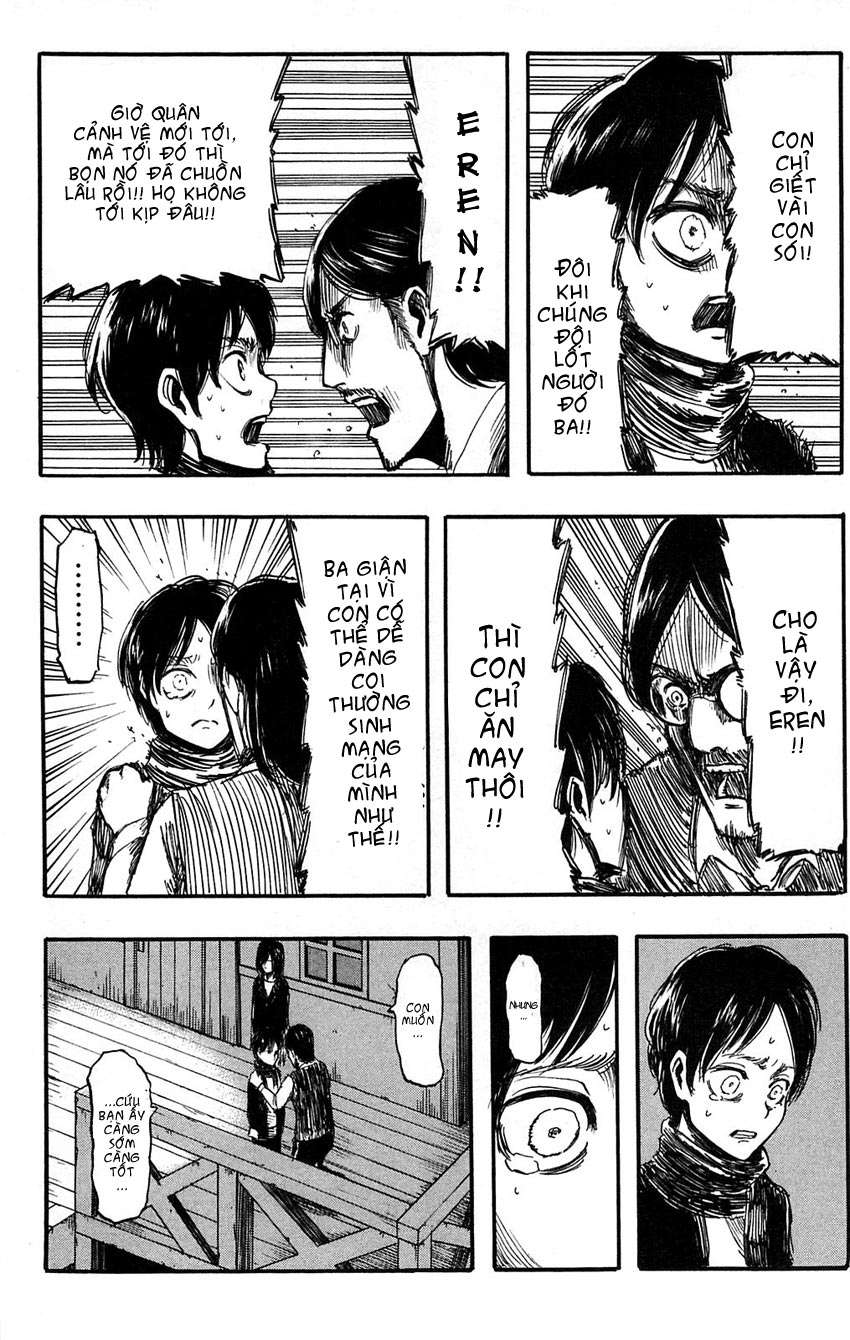 CON
CHỈ
GIẾT
VÀI
CON
SÓI!
ĐÔI
KHI
CHÚNG
ĐỘI
LỐT
NGƯỜI
ĐÓ
BA!!
EREN!!
GIỜ QUÂN
CẢNH VỆ MỚI TỚI,
MÀ TỚI ĐÓ THÌ
BỌN NÓ ĐÃ CHUỒN
LÂU RỒI!! HỌ KHÔNG
TỚI KỊP ĐÂU!!
CHO
LÀ
VẬY
ĐI,
EREN
!!
THÌ
CON
CHỈ
ĂN
MAY
THÔI
!!
BA GIẬN
TẠI VÌ
CON CÓ
THỂ DỄ
DÀNG
COI
THƯỜNG
SINH
MẠNG
CỦA
MÌNH
NHƯ
THẾ!!
.........
NHƯNG
...
CON
MUỐN
...
...CỨU
BẠN ẤY
CÀNG
SỚM
CÀNG
TỐT
...